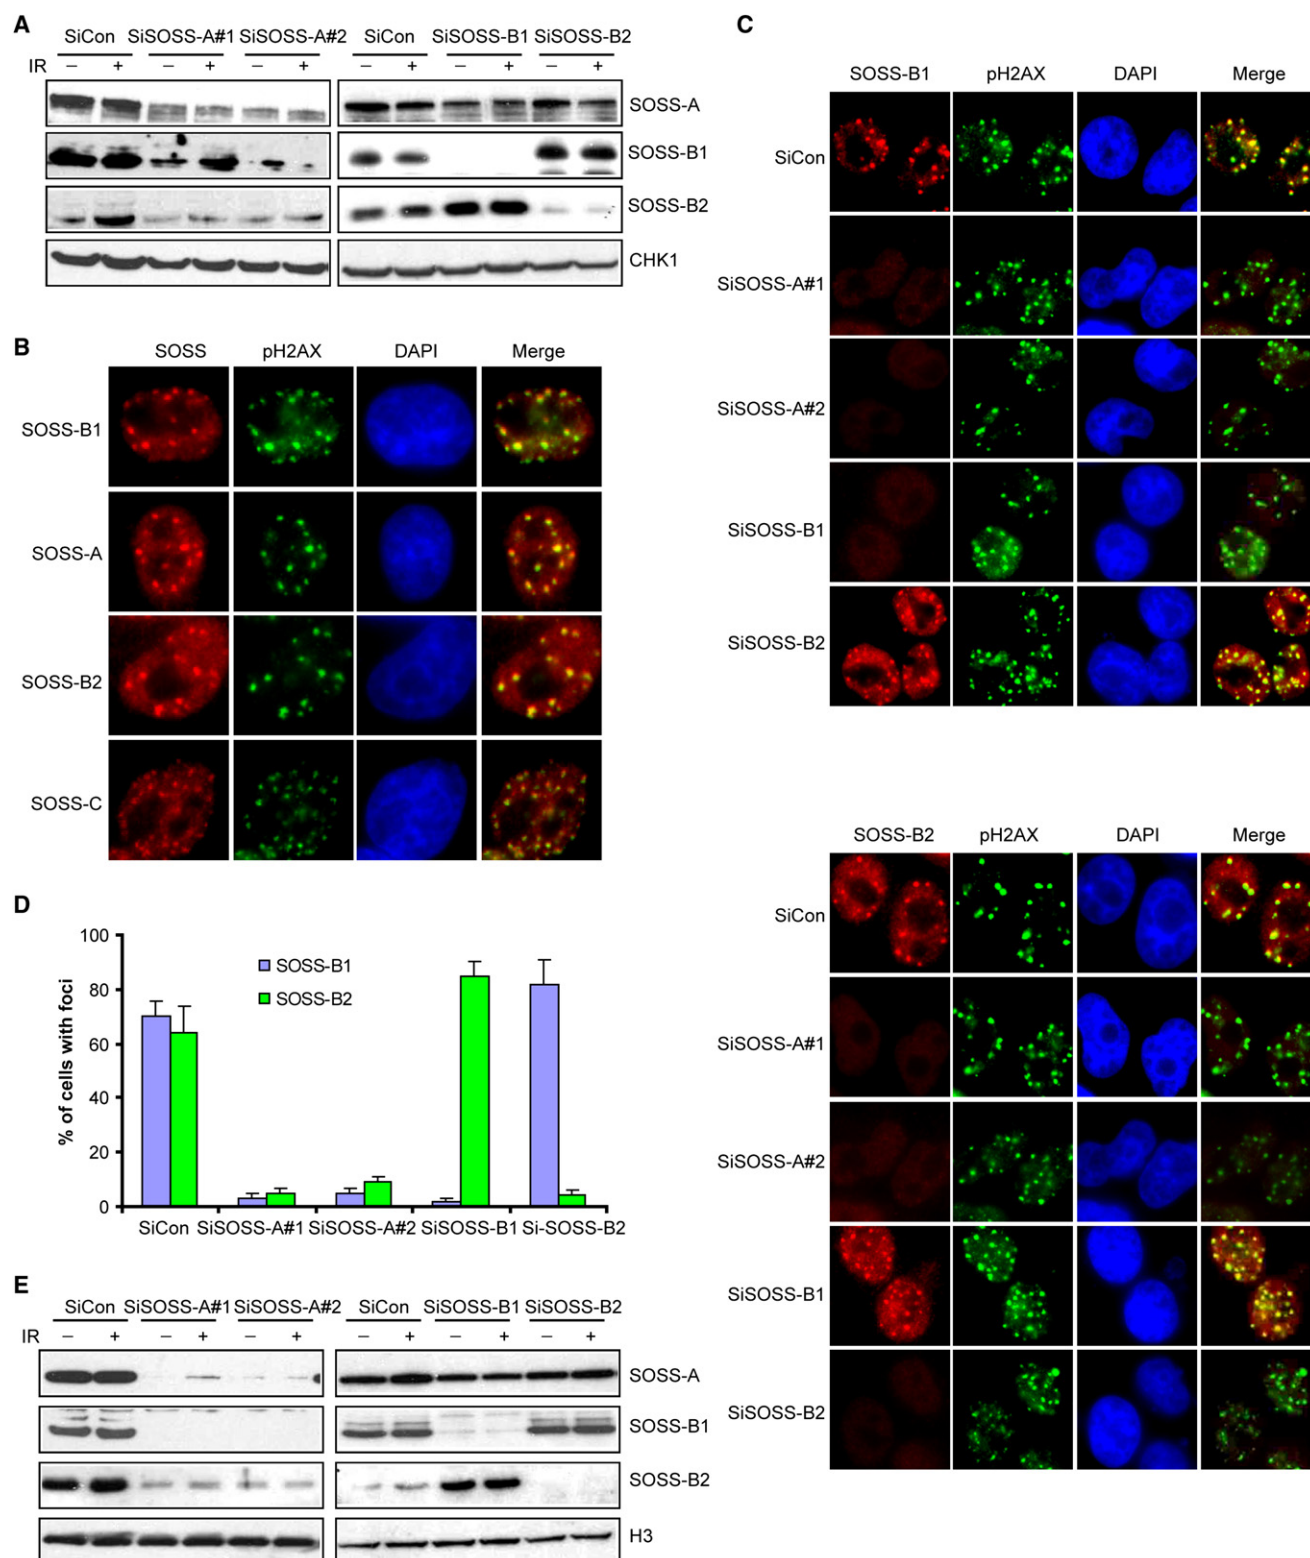 A
SiCon SiSOSS-A#1 SiSOSS-A#2 SiCon SiSOSS-B1 SiSOSS-B2
IR – + – + – + – + – + – +
SOSS-A
SOSS-B1
SOSS-B2
CHK1
B
SOSS pH2AX DAPI Merge
SOSS-B1
SOSS-A
SOSS-B2
SOSS-C
C
SOSS-B1 pH2AX DAPI Merge
SiCon
SiSOSS-A#1
SiSOSS-A#2
SiSOSS-B1
SiSOSS-B2
SOSS-B2 pH2AX DAPI Merge
SiCon
SiSOSS-A#1
SiSOSS-A#2
SiSOSS-B1
SiSOSS-B2
D
% of cells with foci
100
80
60
40
20
0
SOSS-B1
SOSS-B2
SiCon SiSOSS-A#1 SiSOSS-A#2 SiSOSS-B1 Si-SOSS-B2
E
SiCon SiSOSS-A#1 SiSOSS-A#2 SiCon SiSOSS-B1 SiSOSS-B2
IR – + – + – + – + – + – +
SOSS-A
SOSS-B1
SOSS-B2
H3